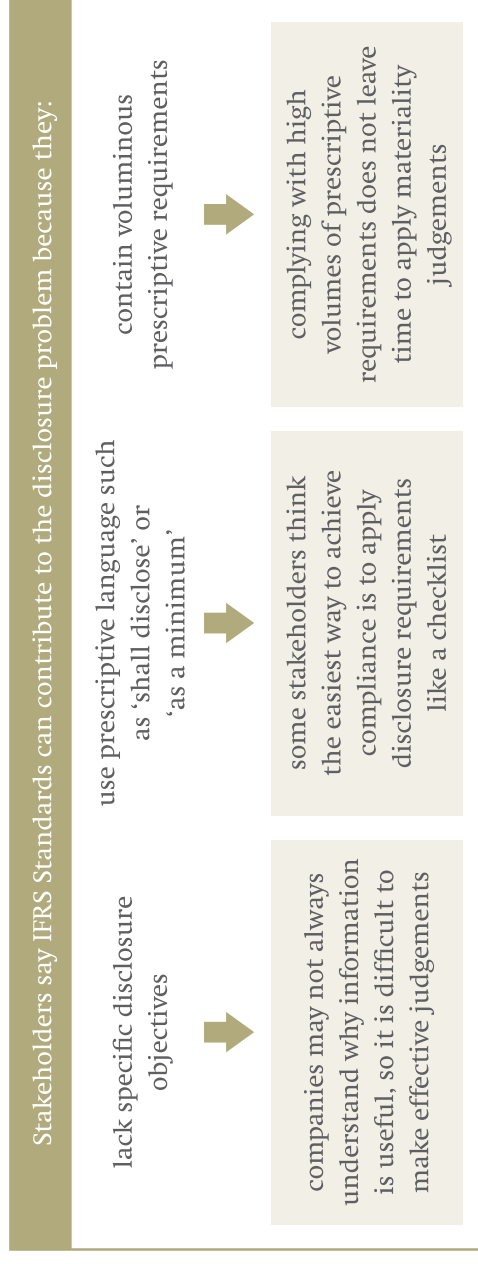 Stakeholders say IFRS Standards can contribute to the disclosure problem because they:
lack specific disclosure
objectives
companies may not always
understand why information
is useful, so it is difficult to
make effective judgements
use prescriptive language such
as ‘shall disclose’ or
‘as a minimum’
some stakeholders think
the easiest way to achieve
compliance is to apply
disclosure requirements
like a checklist
contain voluminous
prescriptive requirements
complying with high
volumes of prescriptive
requirements does not leave
time to apply materiality
judgements